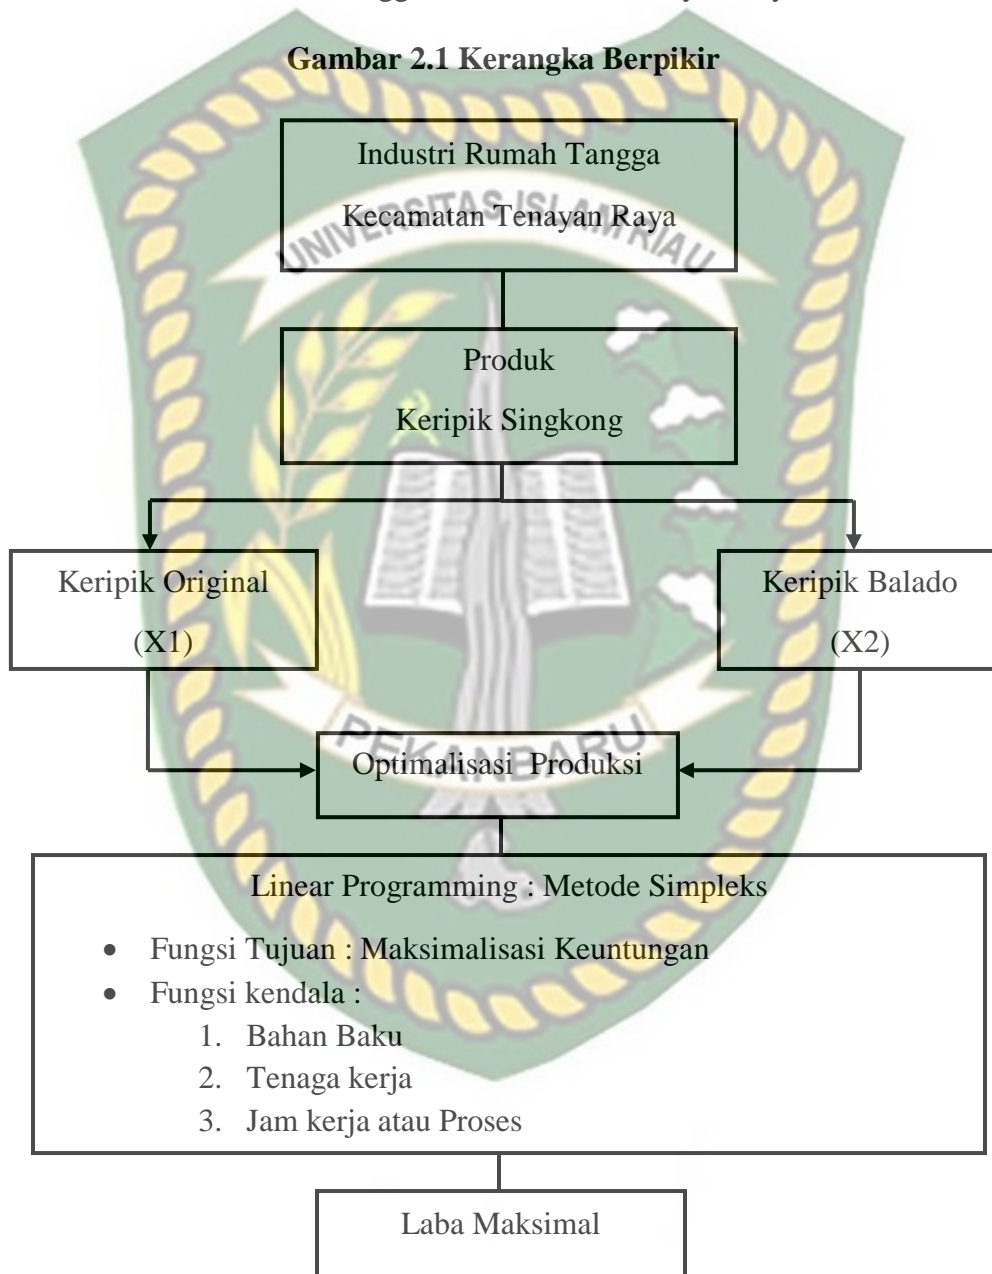 Gambar 2.1 Kerangka Berpikir
Industri Rumah Tangga
Kecamatan Tenayan Raya
UNIVERSITAS ISLAM RIAU
Produk
Keripik Singkong
Keripik Original
(X1)
Keripik Balado
(X2)
PEKANBARU
Optimalisasi Produksi
Linear Programming : Metode Simpleks
• Fungsi Tujuan : Maksimalisasi Keuntungan
• Fungsi kendala :
1. Bahan Baku
2. Tenaga kerja
3. Jam kerja atau Proses
Laba Maksimal